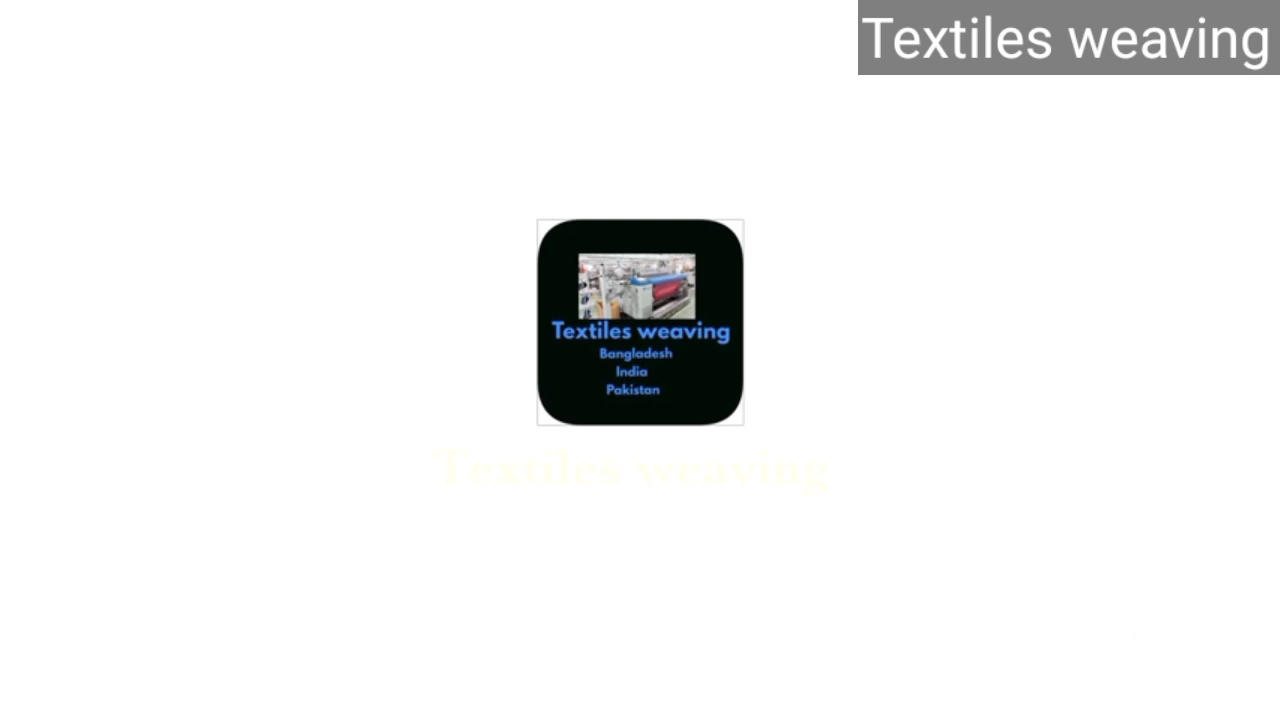 Textiles weaving
Textiles weaving
Bangladesh
India
Pakistan
Textiles weaving